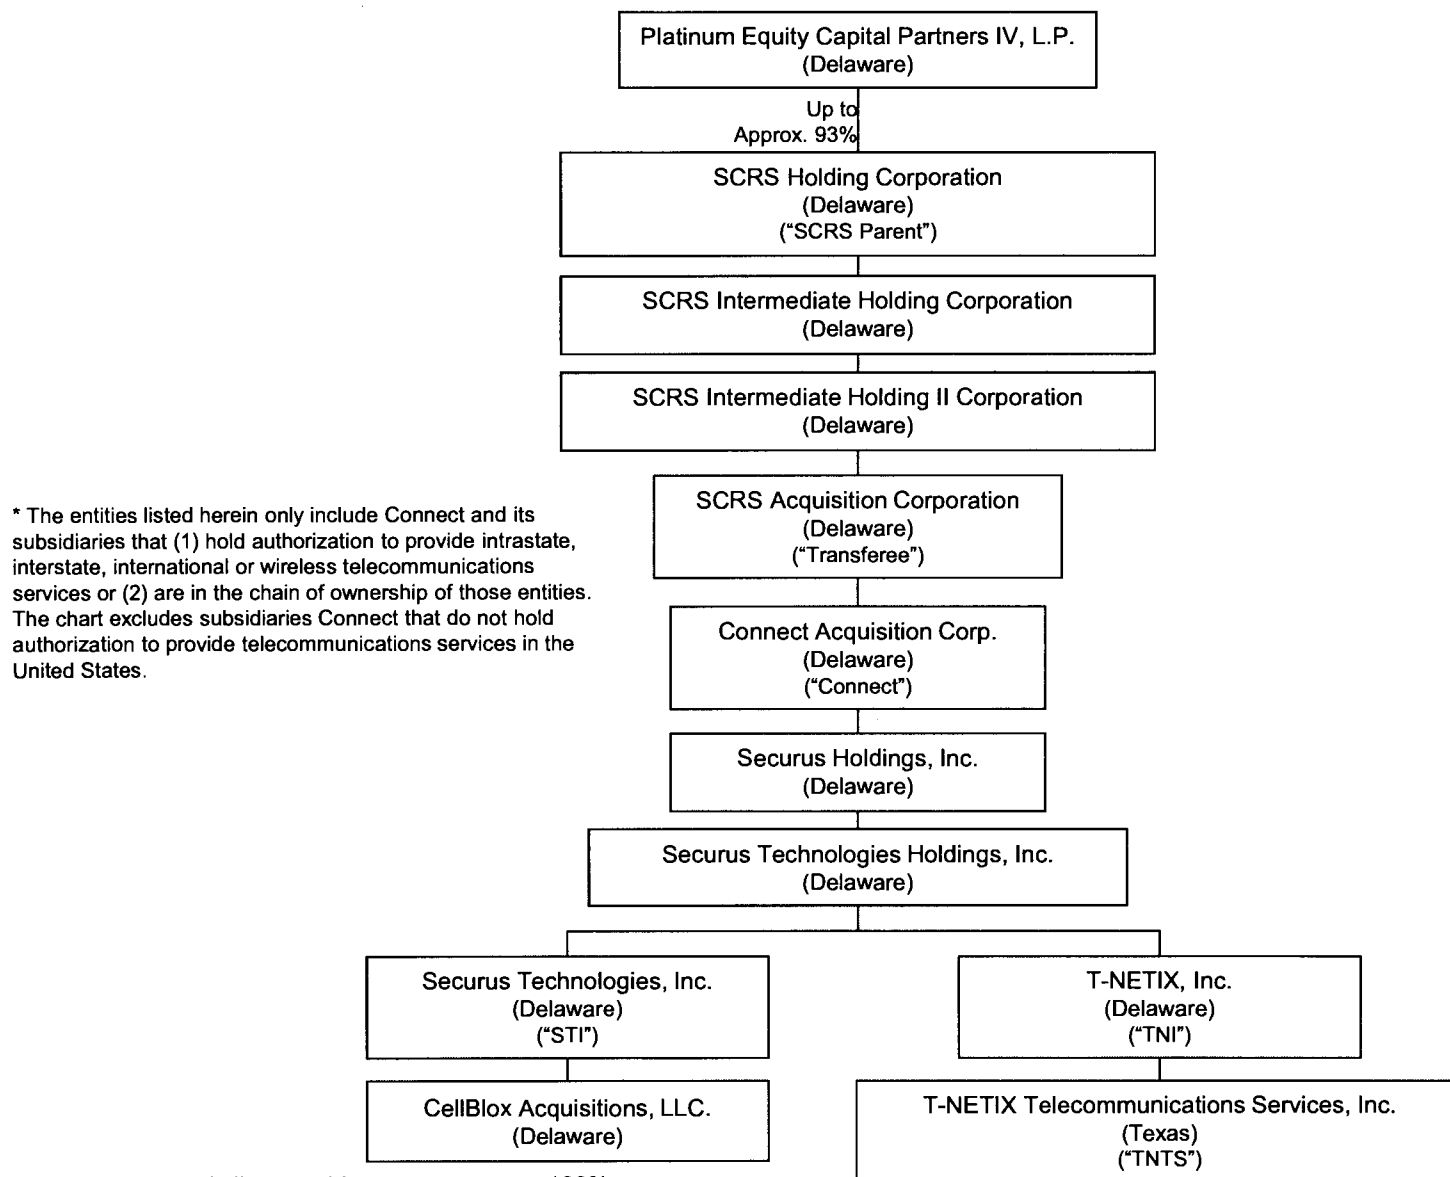 Platinum Equity Capital Partners IV, L.P.
(Delaware)
Up to
Approx. 93%
SCRS Holding Corporation
(Delaware)
(“SCRS Parent”)
SCRS Intermediate Holding Corporation
(Delaware)
SCRS Intermediate Holding II Corporation
(Delaware)
SCRS Acquisition Corporation
(Delaware)
(“Transferee”)
* The entities listed herein only include Connect and its
subsidiaries that (1) hold authorization to provide intrastate,
interstate, international or wireless telecommunications
services or (2) are in the chain of ownership of those entities.
The chart excludes subsidiaries Connect that do not hold
authorization to provide telecommunications services in the
United States.
Connect Acquisition Corp.
(Delaware)
(“Connect”)
Securus Holdings, Inc.
(Delaware)
Securus Technologies Holdings, Inc.
(Delaware)
Securus Technologies, Inc.
(Delaware)
(“STI”)
T-NETIX, Inc.
(Delaware)
(“TNI”)
CellBlox Acquisitions, LLC.
(Delaware)
T-NETIX Telecommunications Services, Inc.
(Texas)
(“TNTS”)